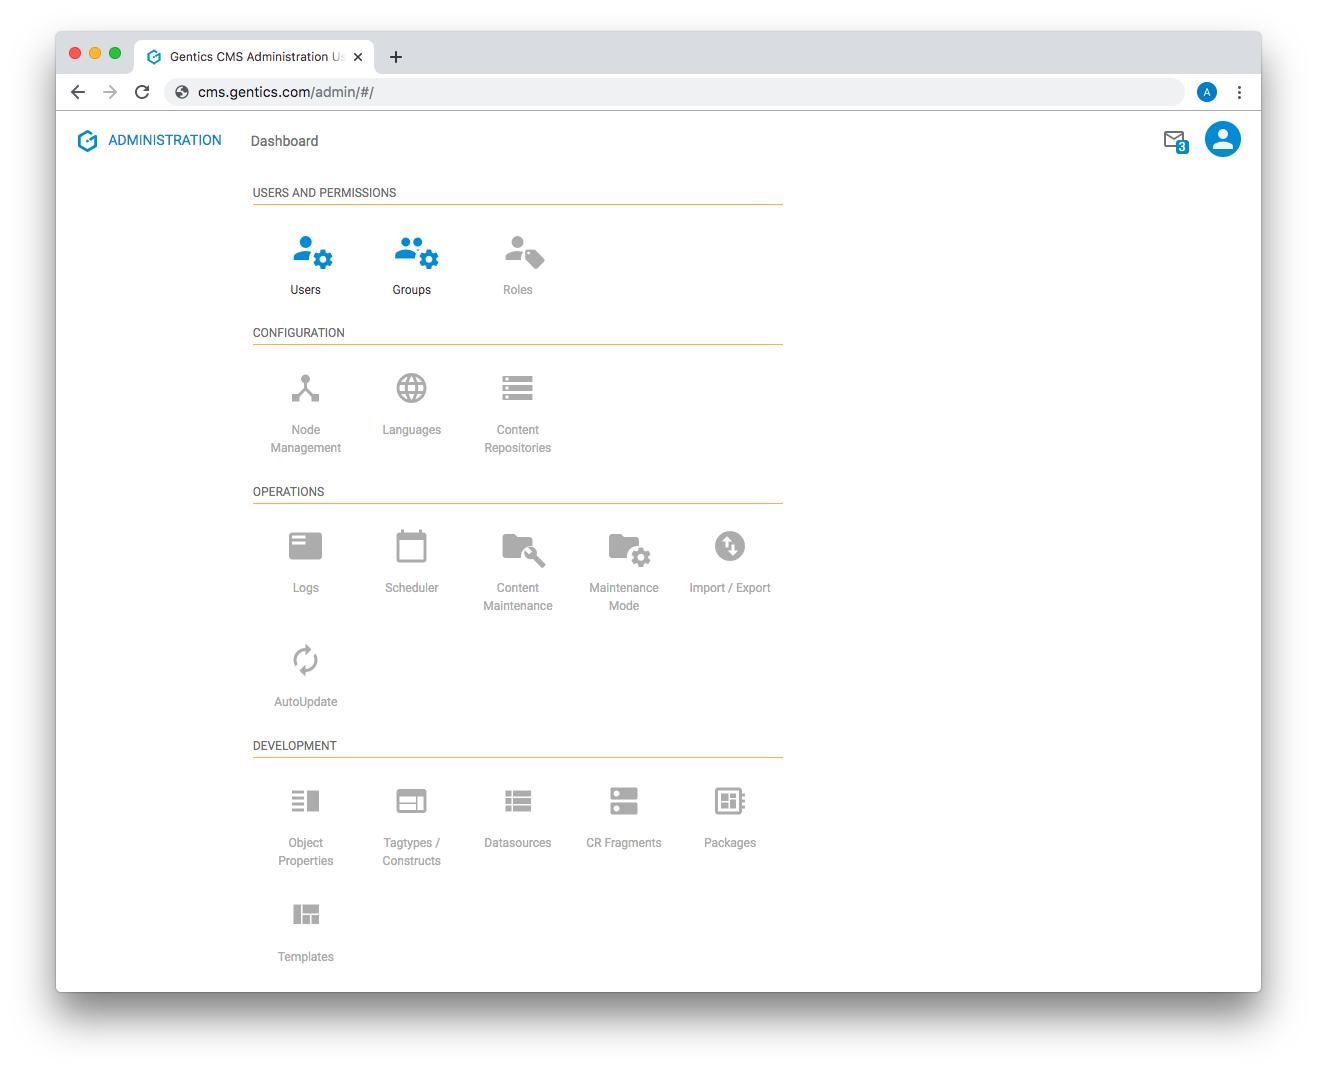 Gentics CMS Administration Us
cms.gentics.com/admin/#/
A
ADMINISTRATION
Dashboard
3
USERS AND PERMISSIONS
Users
Groups
Roles
CONFIGURATION
Node
Management
Languages
Content
Repositories
OPERATIONS
Logs
Scheduler
Content
Maintenance
Maintenance
Mode
Import / Export
AutoUpdate
DEVELOPMENT
Object
Properties
Tagtypes /
Constructs
Datasources
CR Fragments
Packages
Templates